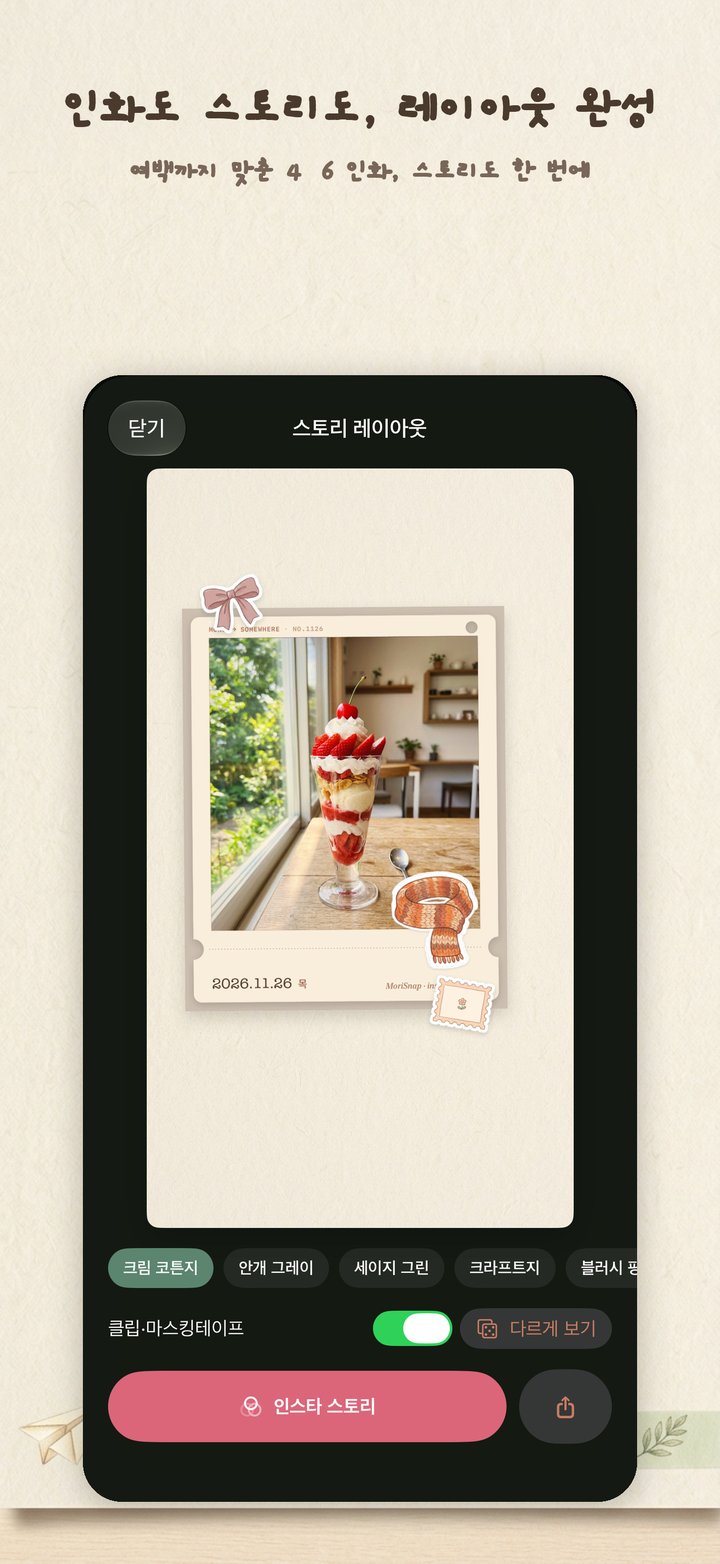 인화도 스토리도, 레이아웃 완성
여백까지 맞춘 4 6 인화, 스토리도 한 번에
닫기
스토리 레이아웃
→ SOMEWHERE · NO.1126
2026.11.26 목
MoriSnap ·
크림 코튼지
안개 그레이
세이지 그린
크라프트지
블러시
클립·마스킹테이프
다르게 보기
인스타 스토리